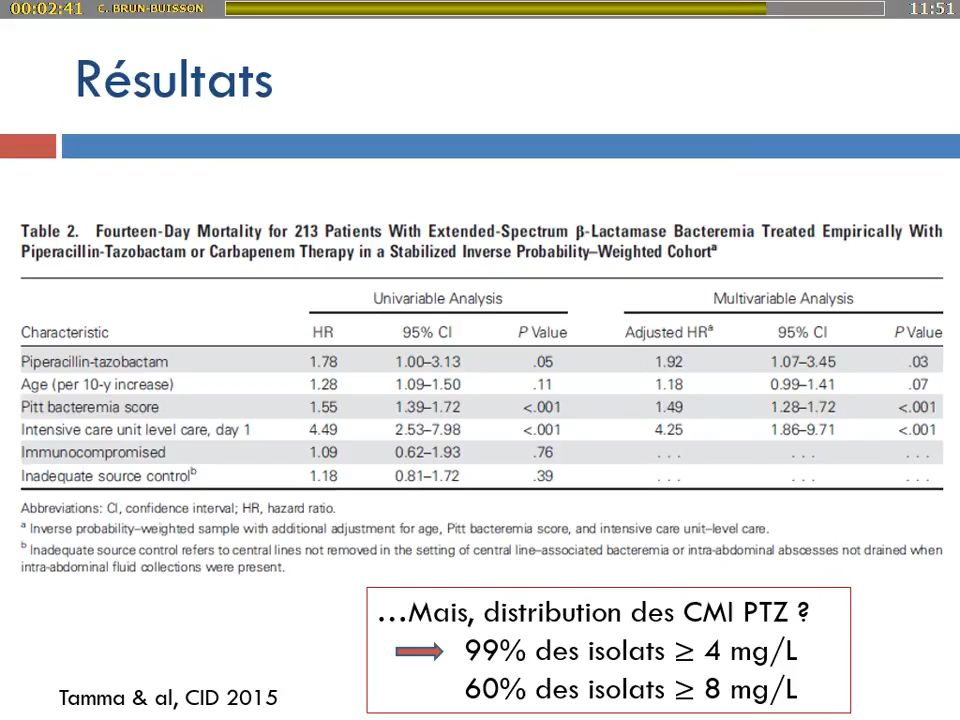 00:02:41 C. BRUN-BUISSON 11:51
Résultats
Table 2. Fourteen-Day Mortality for 213 Patients With Extended-Spectrum β-Lactamase Bacteremia Treated Empirically With
Piperacillin-Tazobactam or Carbapenem Therapy in a Stabilized Inverse Probability–Weighted Cohortᵃ
Univariable Analysis Multivariable Analysis
Characteristic HR 95% CI P Value Adjusted HRᵃ 95% CI P Value
Piperacillin-tazobactam 1.78 1.00–3.13 .05 1.92 1.07–3.45 .03
Age (per 10-y increase) 1.28 1.09–1.50 .11 1.18 0.99–1.41 .07
Pitt bacteremia score 1.55 1.39–1.72 <.001 1.49 1.28–1.72 <.001
Intensive care unit level care, day 1 4.49 2.53–7.98 <.001 4.25 1.86–9.71 <.001
Immunocompromised 1.09 0.62–1.93 .76 . . . . . . . . .
Inadequate source controlᵇ 1.18 0.81–1.72 .39 . . . . . . . . .
Abbreviations: CI, confidence interval; HR, hazard ratio.
ᵃ Inverse probability–weighted sample with additional adjustment for age, Pitt bacteremia score, and intensive care unit–level care.
ᵇ Inadequate source control refers to central lines not removed in the setting of central line–associated bacteremia or intra-abdominal abscesses not drained when
intra-abdominal fluid collections were present.
...Mais, distribution des CMI PTZ ?
99% des isolats ≥ 4 mg/L
60% des isolats ≥ 8 mg/L
Tamma & al, CID 2015